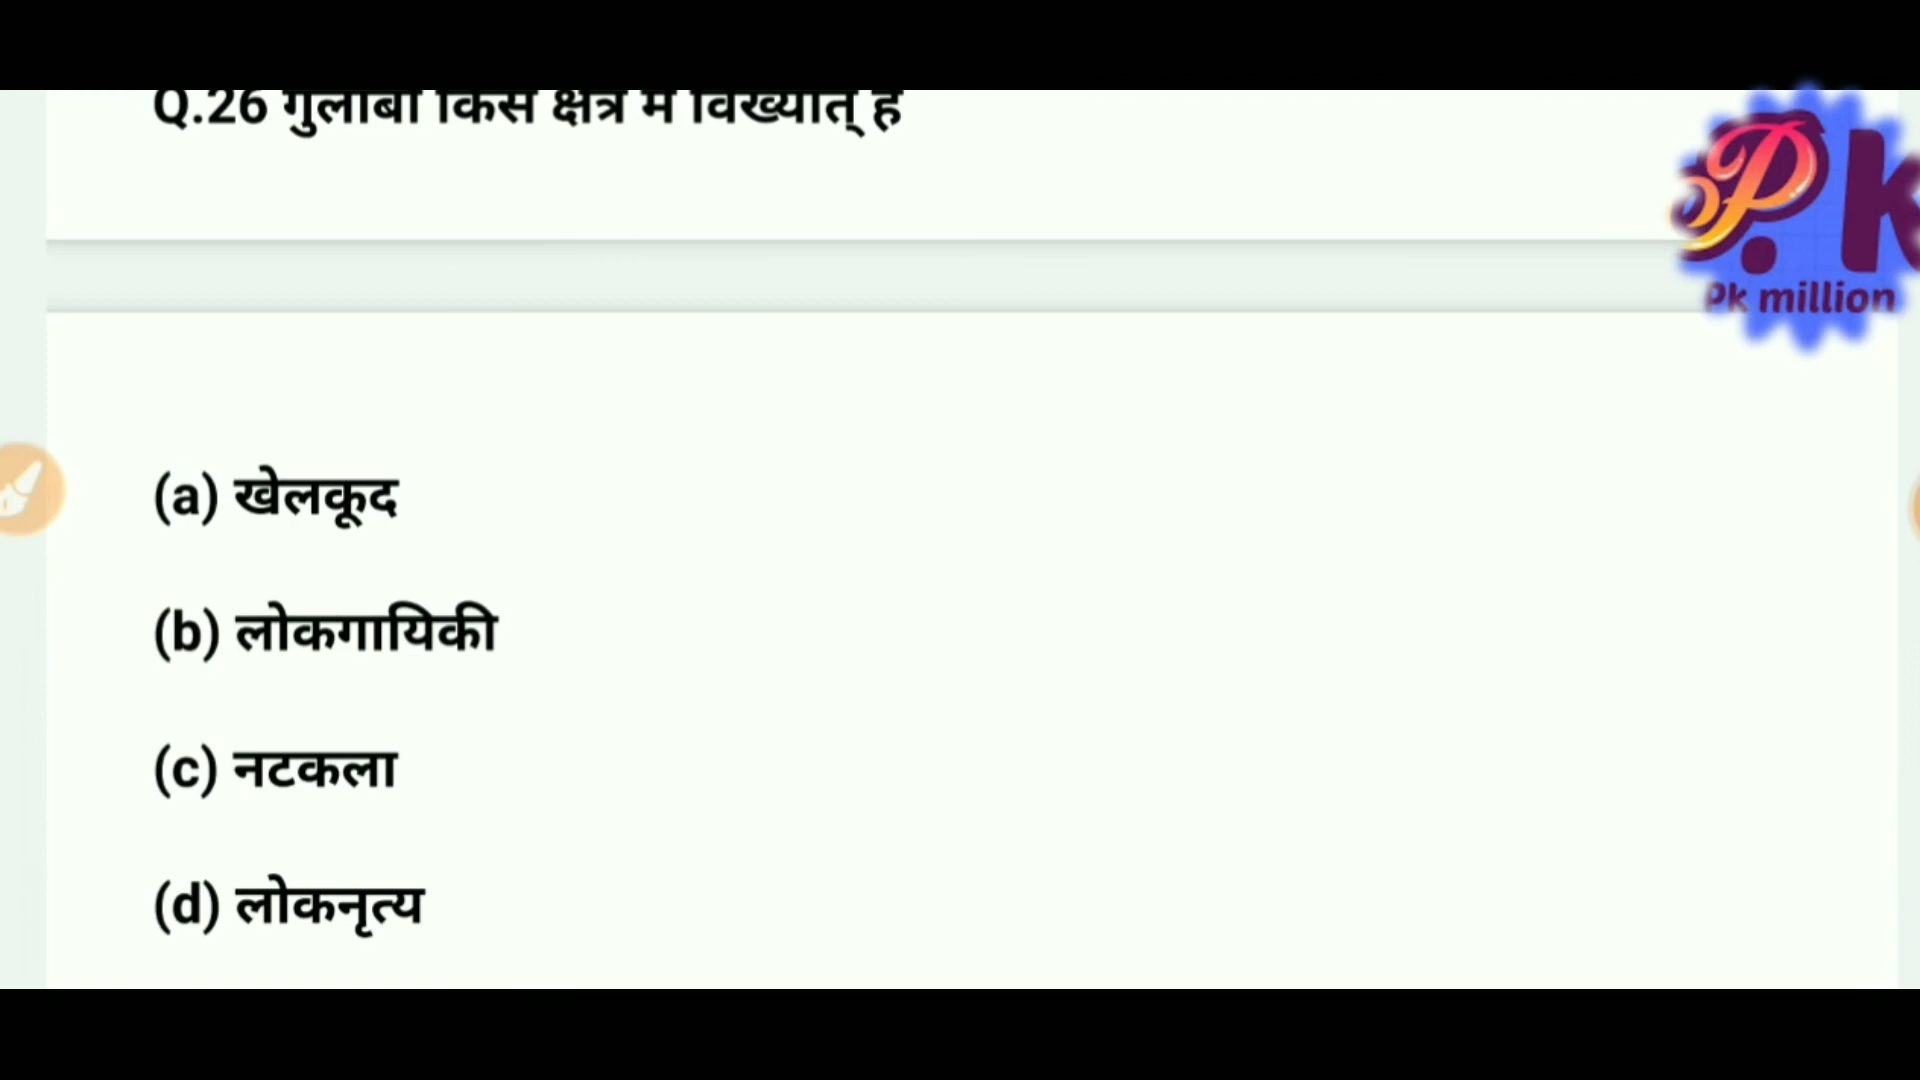 Q.26 गुलाबो किस क्षेत्र में विख्यात् है
P.k
Pk million
(a) खेलकूद
(b) लोकगायिकी
(c) नटकला
(d) लोकनृत्य